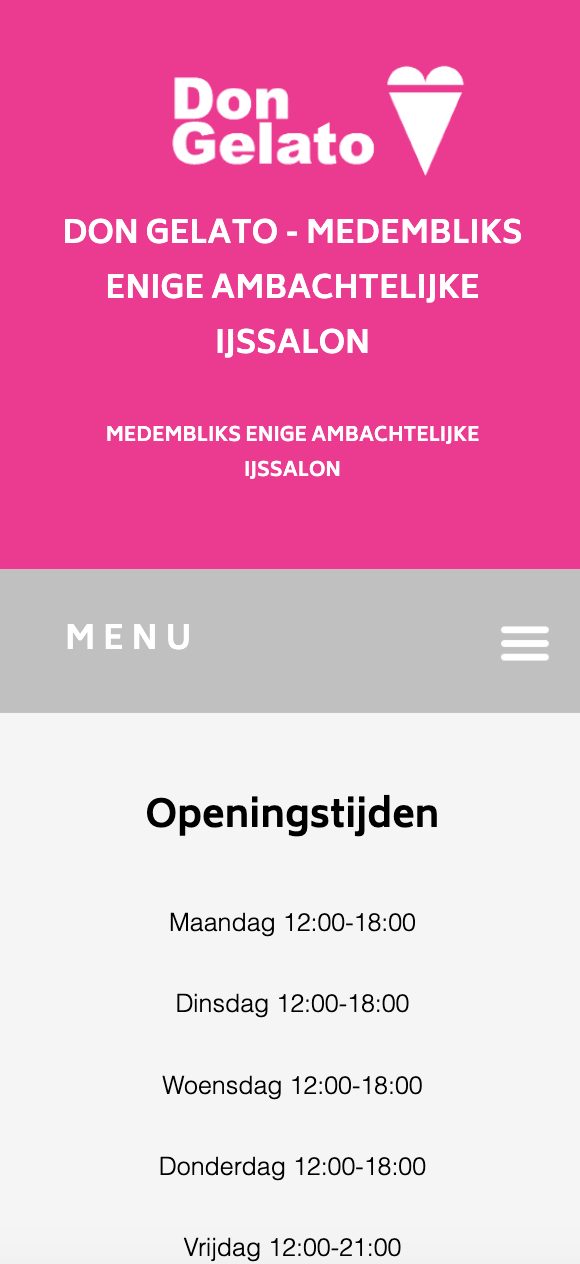 Don
Gelato
DON GELATO - MEDEMBLIKS
ENIGE AMBACHTELIJKE
IJSSALON
MEDEMBLIKS ENIGE AMBACHTELIJKE
IJSSALON
MENU
Openingstijden
Maandag 12:00-18:00
Dinsdag 12:00-18:00
Woensdag 12:00-18:00
Donderdag 12:00-18:00
Vrijdag 12:00-21:00